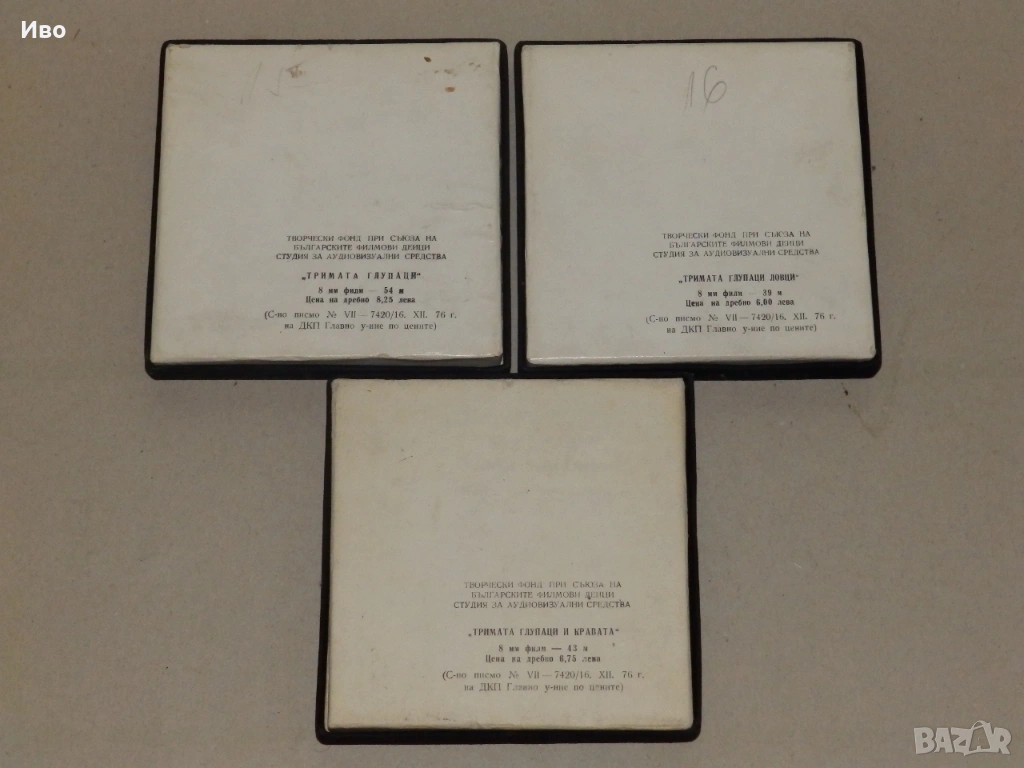 Иво
15
ТВОРЧЕСКИ ФОНД ПРИ СЪЮЗА НА
БЪЛГАРСКИТЕ ФИЛМОВИ ДЕЙЦИ
СТУДИЯ ЗА АУДИОВИЗУАЛНИ СРЕДСТВА
„ТРИМАТА ГЛУПАЦИ“
8 мм филм — 54 м
Цена на дребно 8,25 лева
(С-но писмо № VII — 7420/16. XII. 76 г.
на ДКП Главно у-ние по цените)
16
ТВОРЧЕСКИ ФОНД ПРИ СЪЮЗА НА
БЪЛГАРСКИТЕ ФИЛМОВИ ДЕЙЦИ
СТУДИЯ ЗА АУДИОВИЗУАЛНИ СРЕДСТВА
„ТРИМАТА ГЛУПАЦИ ЛОВЦИ“
8 мм филм — 39 м
Цена на дребно 6,00 лева
(С-но писмо № VII — 7420/16. XII. 76 г.
на ДКП Главно у-ние по цените)
ТВОРЧЕСКИ ФОНД ПРИ СЪЮЗА НА
БЪЛГАРСКИТЕ ФИЛМОВИ ДЕЙЦИ
СТУДИЯ ЗА АУДИОВИЗУАЛНИ СРЕДСТВА
„ТРИМАТА ГЛУПАЦИ И КРАВАТА“
8 мм филм — 43 м
Цена на дребно 6,75 лева
(С-но писмо № VII — 7420/16. XII. 76 г.
на ДКП Главно у-ние по цените)
BAZAR